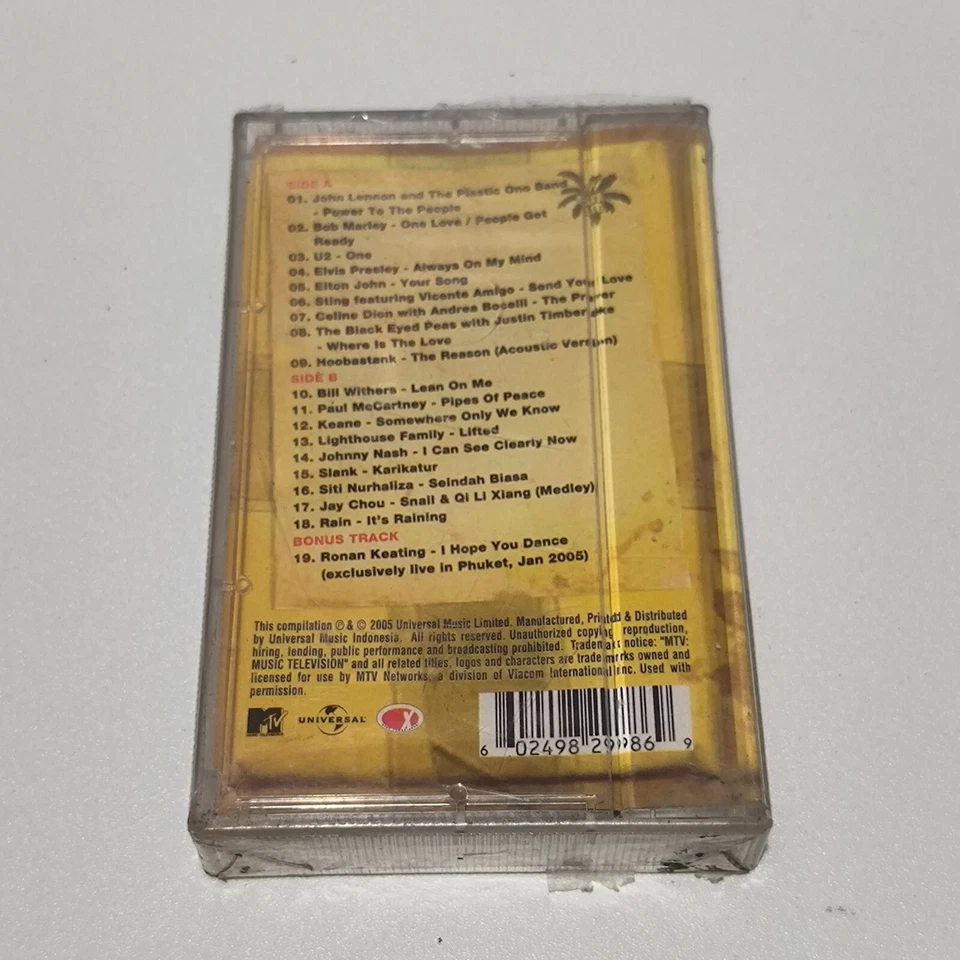 SIDE A
01. John Lennon and The Plastic Ono Band
- Power To The People
02. Bob Marley - One Love / People Get
Ready
03. U2 - One
04. Elvis Presley - Always On My Mind
05. Elton John - Your Song
06. Sting featuring Vicente Amigo - Send Your Love
07. Celine Dion with Andrea Bocelli - The Prayer
08. The Black Eyed Peas with Justin Timberlake
- Where Is The Love
09. Hoobastank - The Reason (Acoustic Version)
SIDE B
10. Bill Withers - Lean On Me
11. Paul McCartney - Pipes Of Peace
12. Keane - Somewhere Only We Know
13. Lighthouse Family - Lifted
14. Johnny Nash - I Can See Clearly Now
15. Slank - Karikatur
16. Siti Nurhaliza - Seindah Biasa
17. Jay Chou - Snail & Qi Li Xiang (Medley)
18. Rain - It's Raining
BONUS TRACK
19. Ronan Keating - I Hope You Dance
(exclusively live in Phuket, Jan 2005)
This compilation ℗ & © 2005 Universal Music Limited. Manufactured, Printed & Distributed
by Universal Music Indonesia. All rights reserved. Unauthorized copying, reproduction,
hiring, lending, public performance and broadcasting prohibited. Trademark notice: "MTV:
MUSIC TELEVISION" and all related titles, logos and characters are trademarks owned and
licensed for use by MTV Networks, a division of Viacom International Inc. Used with
permission.
MTV UNIVERSAL
6 02498 29986 9